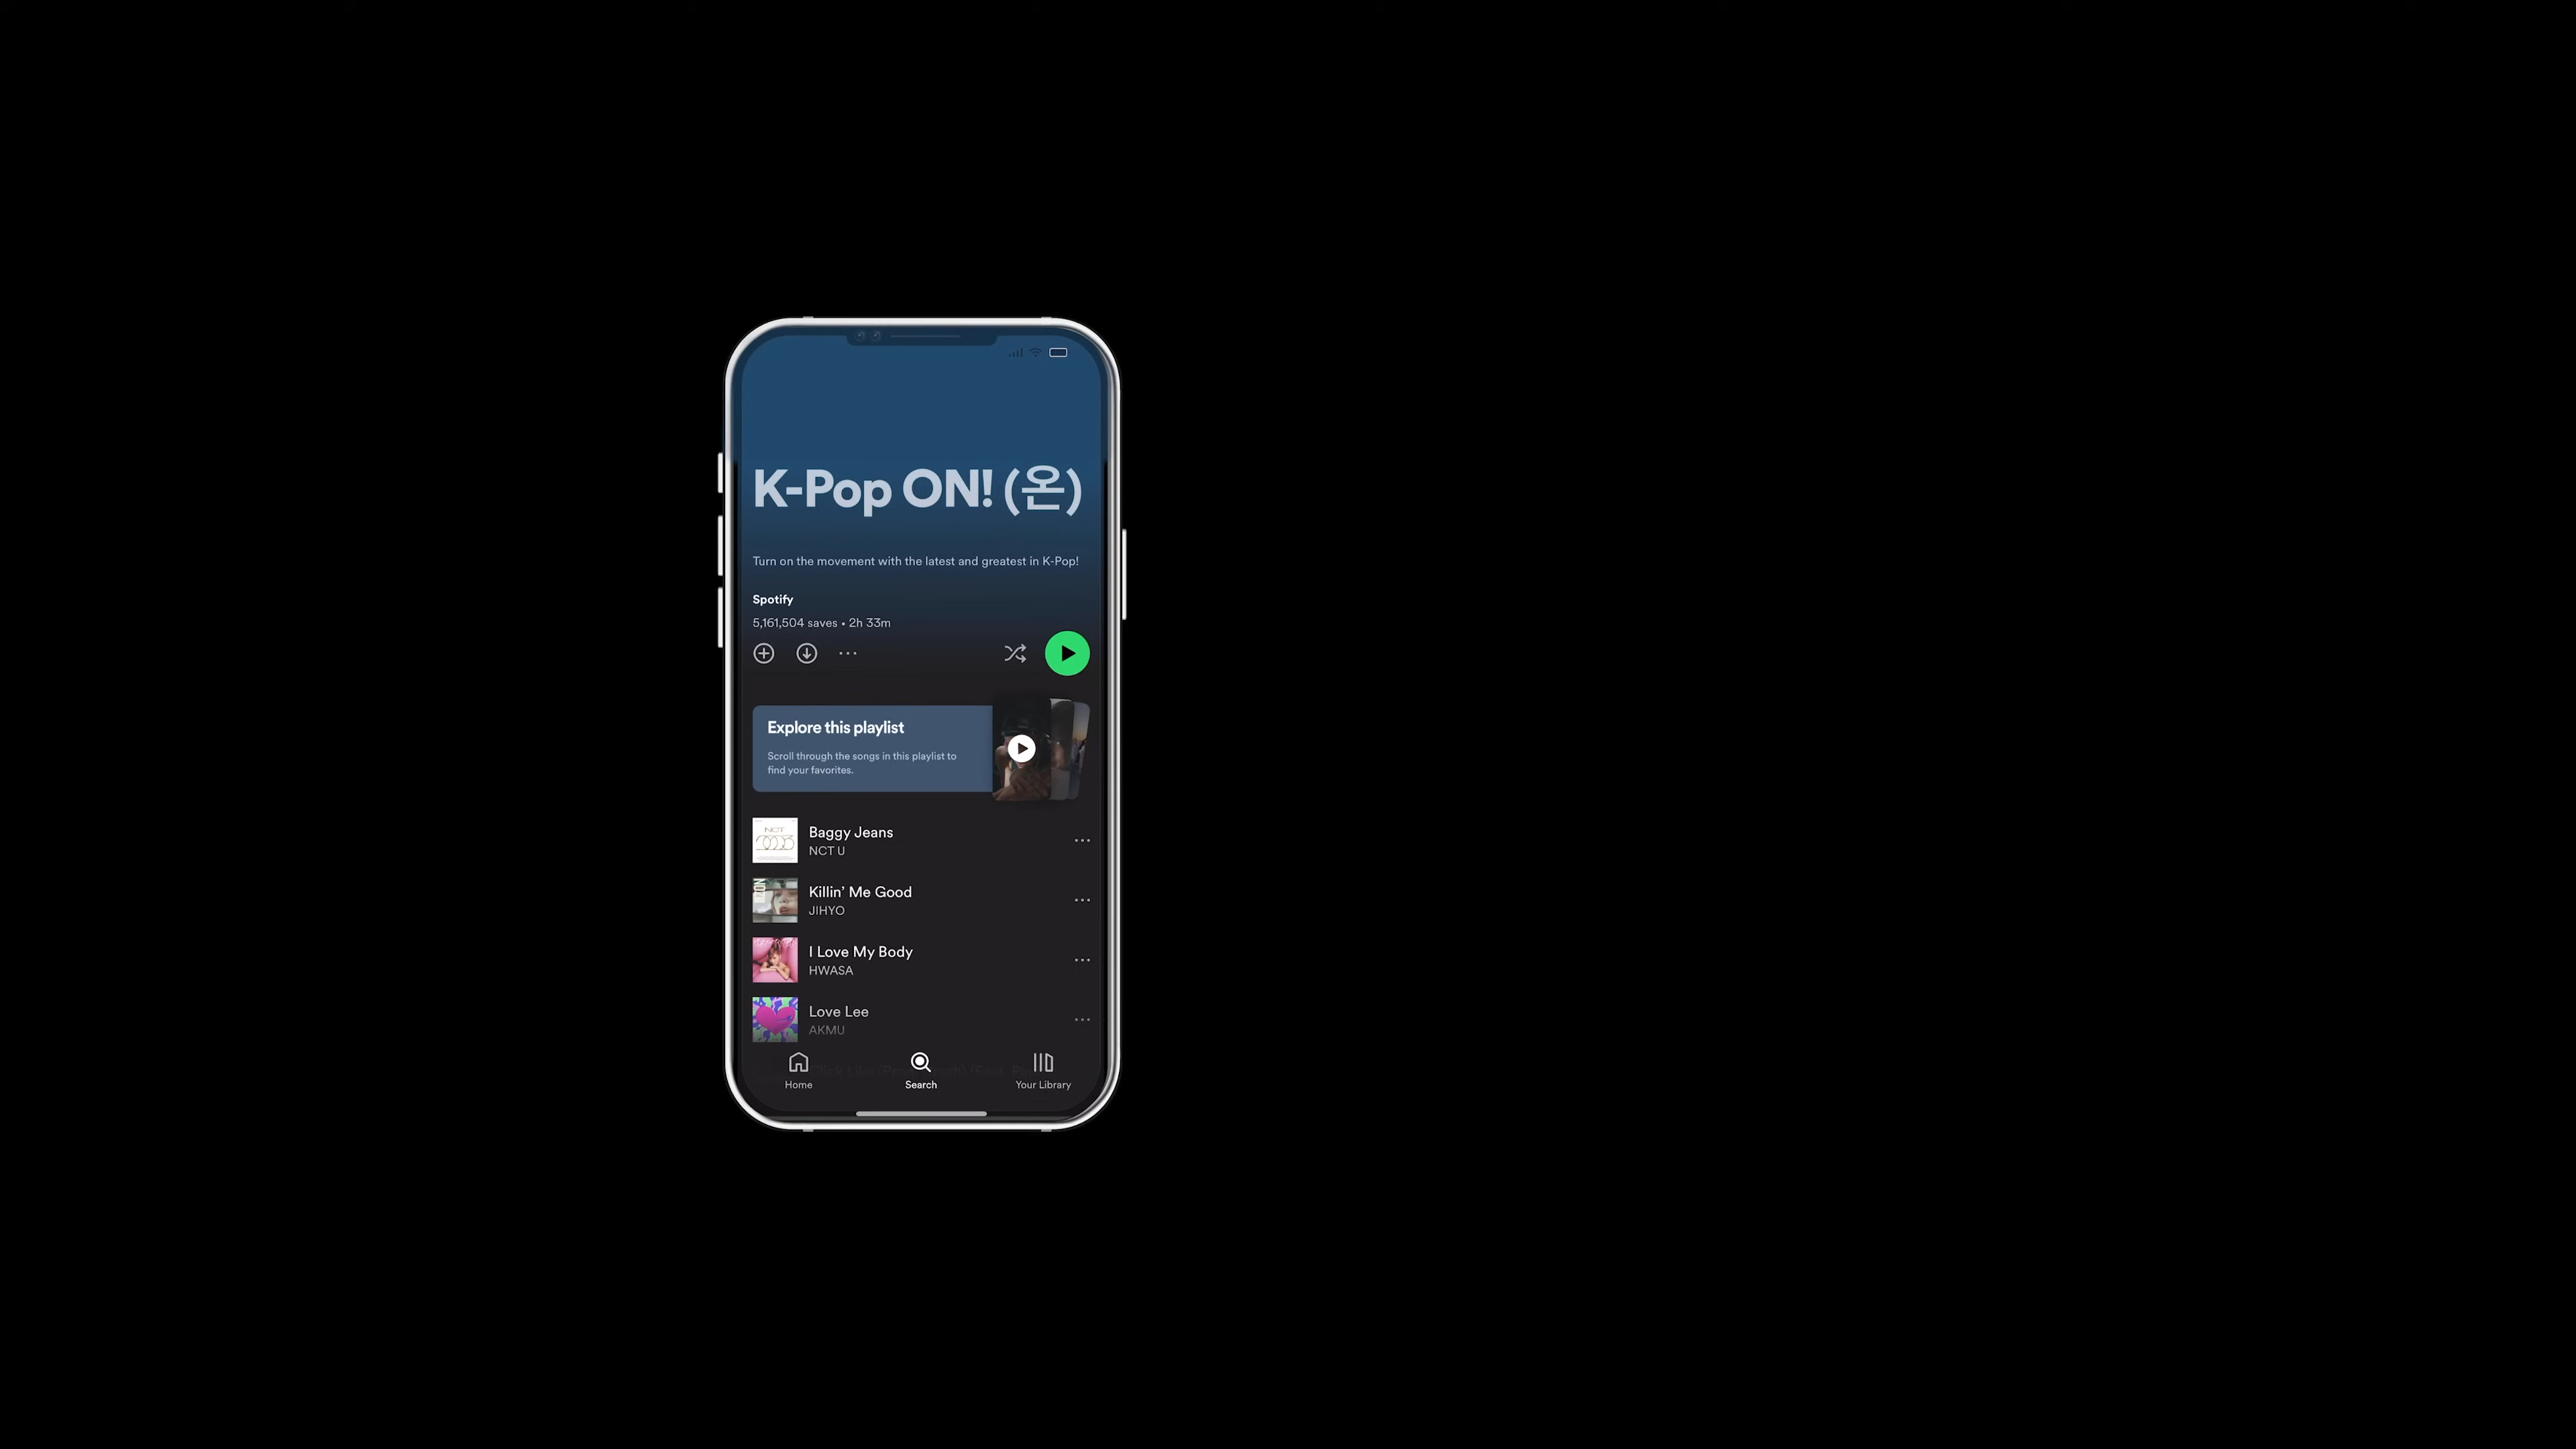 K-Pop ON! (온)
Turn on the movement with the latest and greatest in K-Pop!
Spotify
5,161,504 saves • 2h 33m
Explore this playlist
Scroll through the songs in this playlist to
find your favorites.
NCT
Baggy Jeans
NCT U
Killin' Me Good
JIHYO
I Love My Body
HWASA
Love Lee
AKMU
Home
Search
Your Library